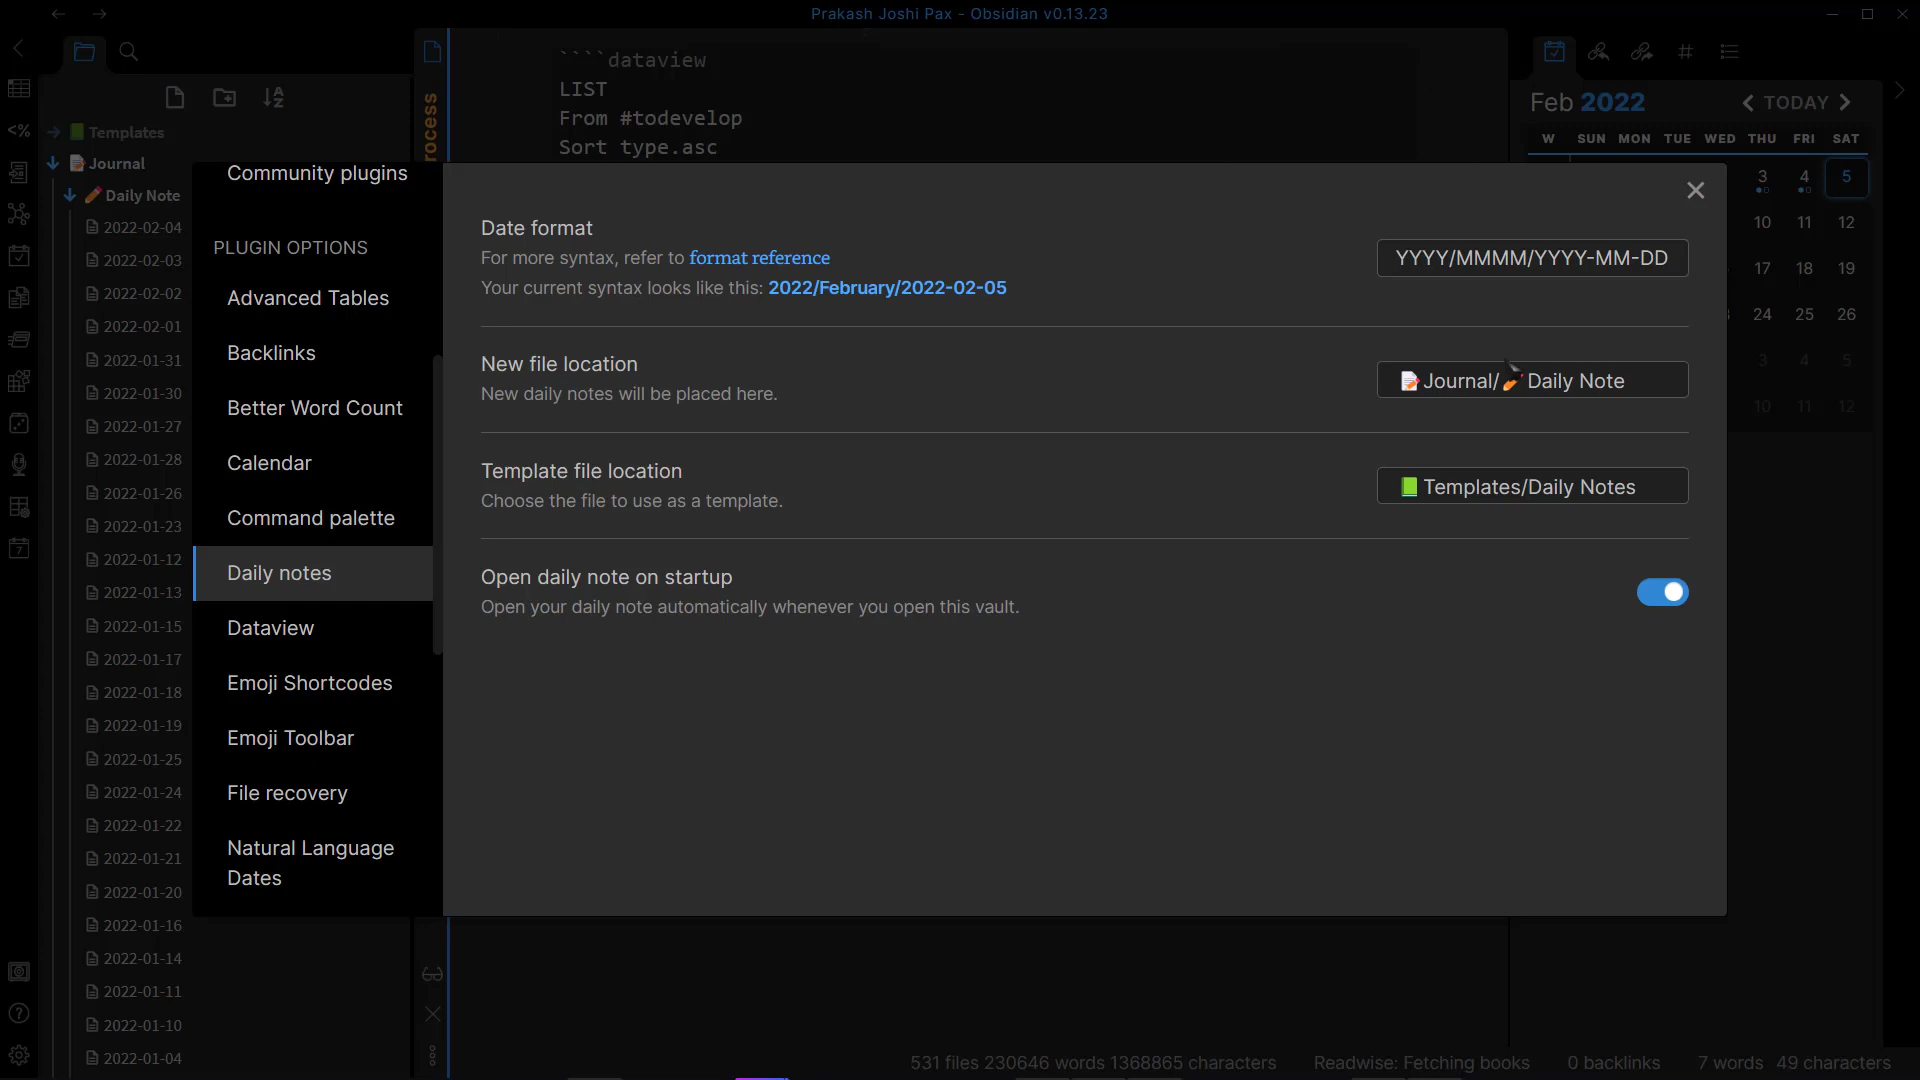 Prakash Joshi Pax - Obsidian v0.13.23
Templates
Journal
Daily Note
2022-02-04
2022-02-03
2022-02-02
2022-02-01
2022-01-31
2022-01-30
2022-01-27
2022-01-28
2022-01-26
2022-01-23
2022-01-12
2022-01-13
2022-01-15
2022-01-17
2022-01-18
2022-01-19
2022-01-25
2022-01-24
2022-01-22
2022-01-21
2022-01-20
2022-01-16
2022-01-14
2022-01-11
2022-01-10
2022-01-04
rocess
````dataview
LIST
From #todevelop
Sort type.asc
Community plugins
PLUGIN OPTIONS
Advanced Tables
Backlinks
Better Word Count
Calendar
Command palette
Daily notes
Dataview
Emoji Shortcodes
Emoji Toolbar
File recovery
Natural Language
Dates
Date format
For more syntax, refer to format reference
Your current syntax looks like this: 2022/February/2022-02-05
YYYY/MMMM/YYYY-MM-DD
New file location
New daily notes will be placed here.
📝Journal/🖍Daily Note
Template file location
Choose the file to use as a template.
📗Templates/Daily Notes
Open daily note on startup
Open your daily note automatically whenever you open this vault.
Feb 2022
TODAY
W SUN MON TUE WED THU FRI SAT
3 4 5
10 11 12
17 18 19
24 25 26
3 4 5
10 11 12
531 files 230646 words 1368865 characters
Readwise: Fetching books
0 backlinks
7 words 49 characters